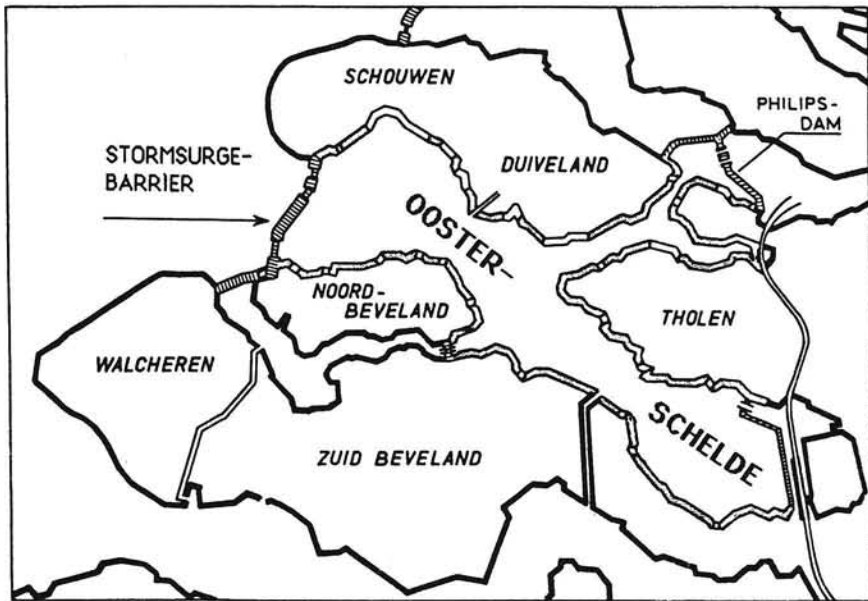 SCHOUWEN
PHILIPS-
DAM
STORMSURGE-
BARRIER
DUIVELAND
OOSTER-
NOORD-
BEVELAND
THOLEN
WALCHEREN
SCHELDE
ZUID BEVELAND